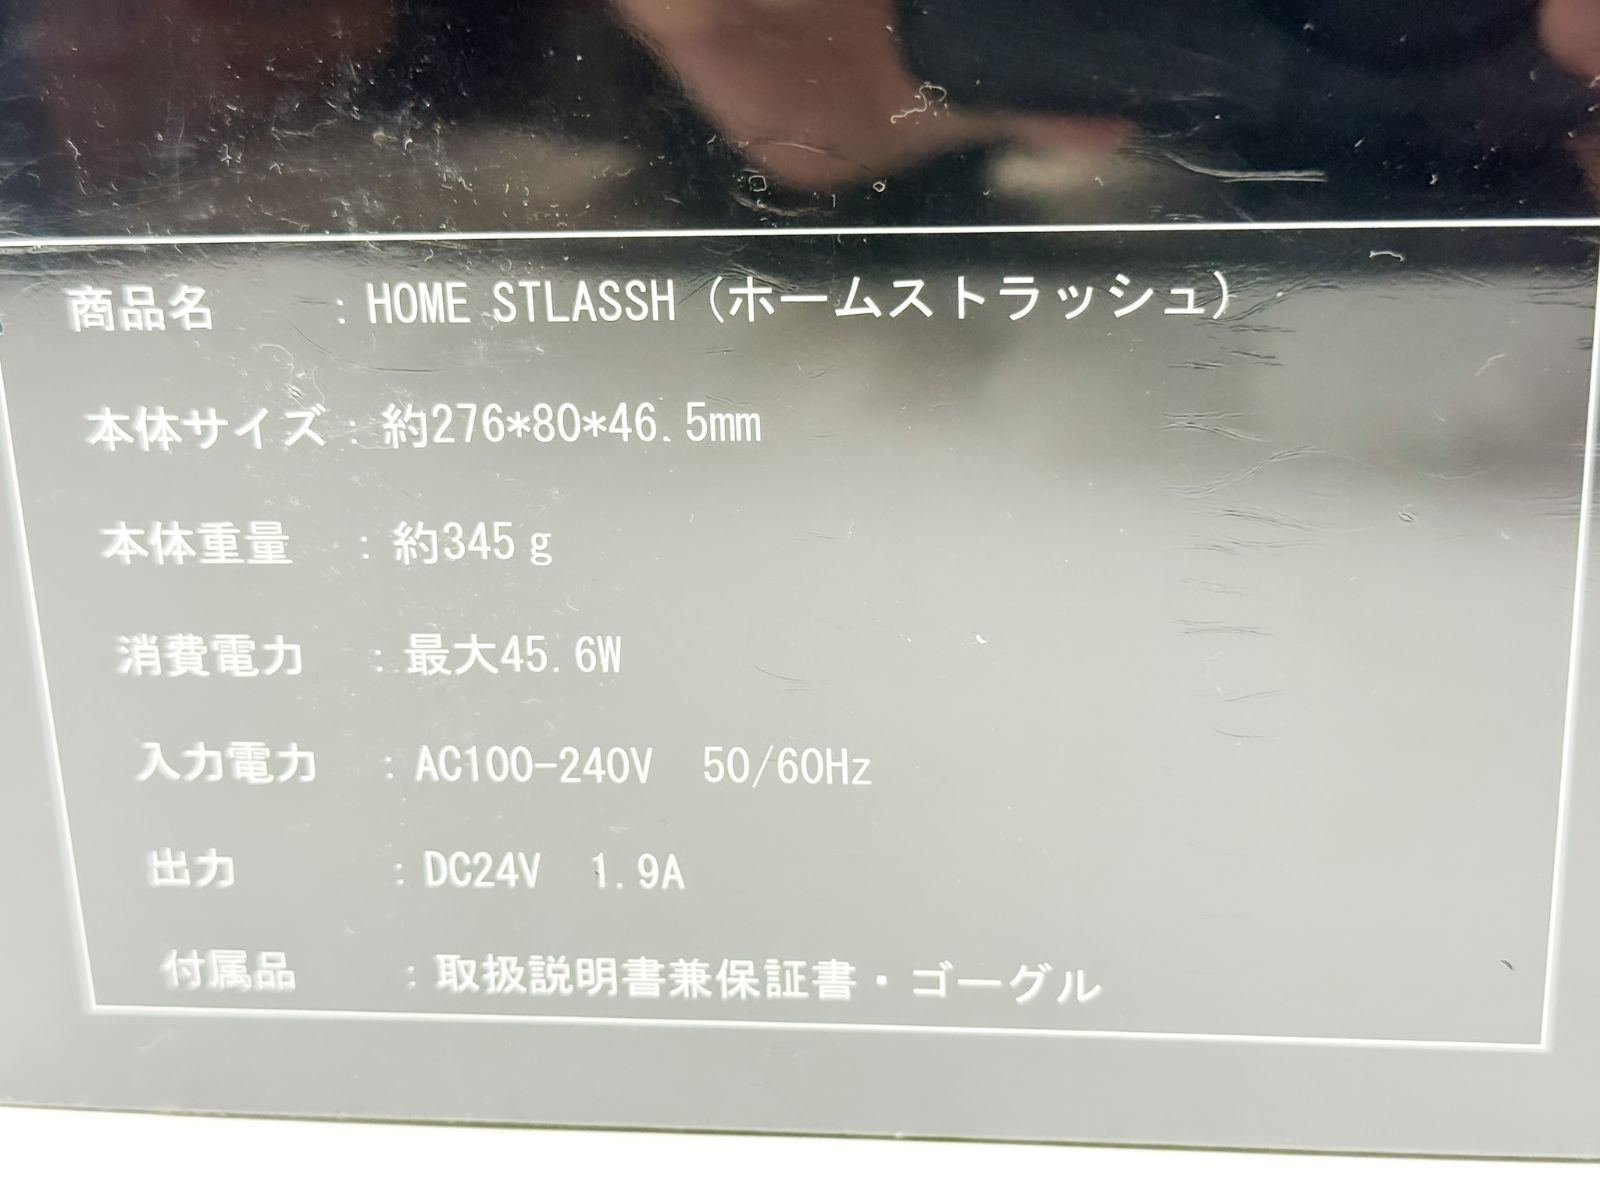 商品名 : HOME STLASSH (ホームストラッシュ)
本体サイズ : 約276*80*46.5mm
本体重量 : 約345g
消費電力 : 最大45.6W
入力電力 : AC100-240V 50/60Hz
出力 : DC24V 1.9A
付属品 : 取扱説明書兼保証書・ゴーグル